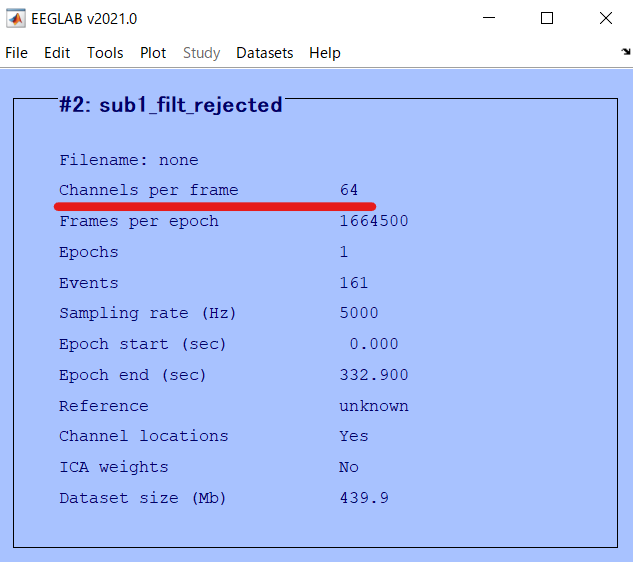 EEGLAB v2021.0
File Edit Tools Plot Study Datasets Help
#2: sub1_filt_rejected
Filename: none
Channels per frame 64
Frames per epoch 1664500
Epochs 1
Events 161
Sampling rate (Hz) 5000
Epoch start (sec) 0.000
Epoch end (sec) 332.900
Reference unknown
Channel locations Yes
ICA weights No
Dataset size (Mb) 439.9